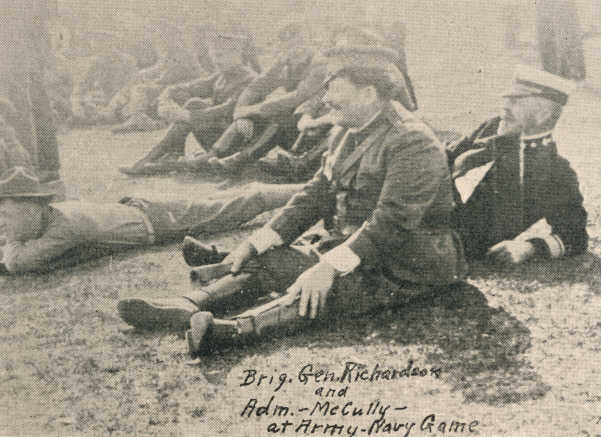 Brig. Gen. Richardson
and
Adm. - McCully -
at Army-Navy Game